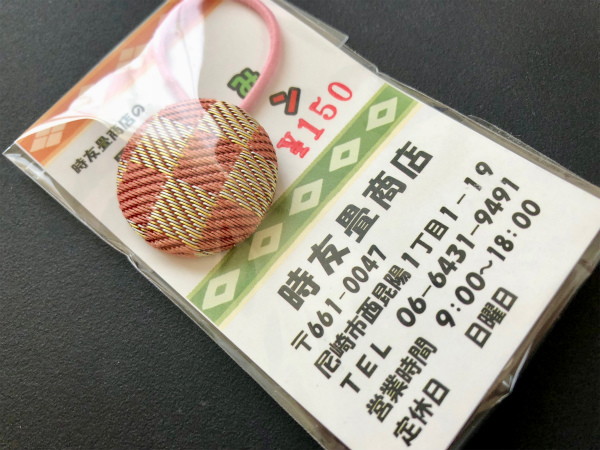 時友畳商店の
み
ン
¥150
時友畳商店
〒661-0047
尼崎市西昆陽1丁目1-19
TEL 06-6431-9491
営業時間 9:00~18:00
定休日 日曜日